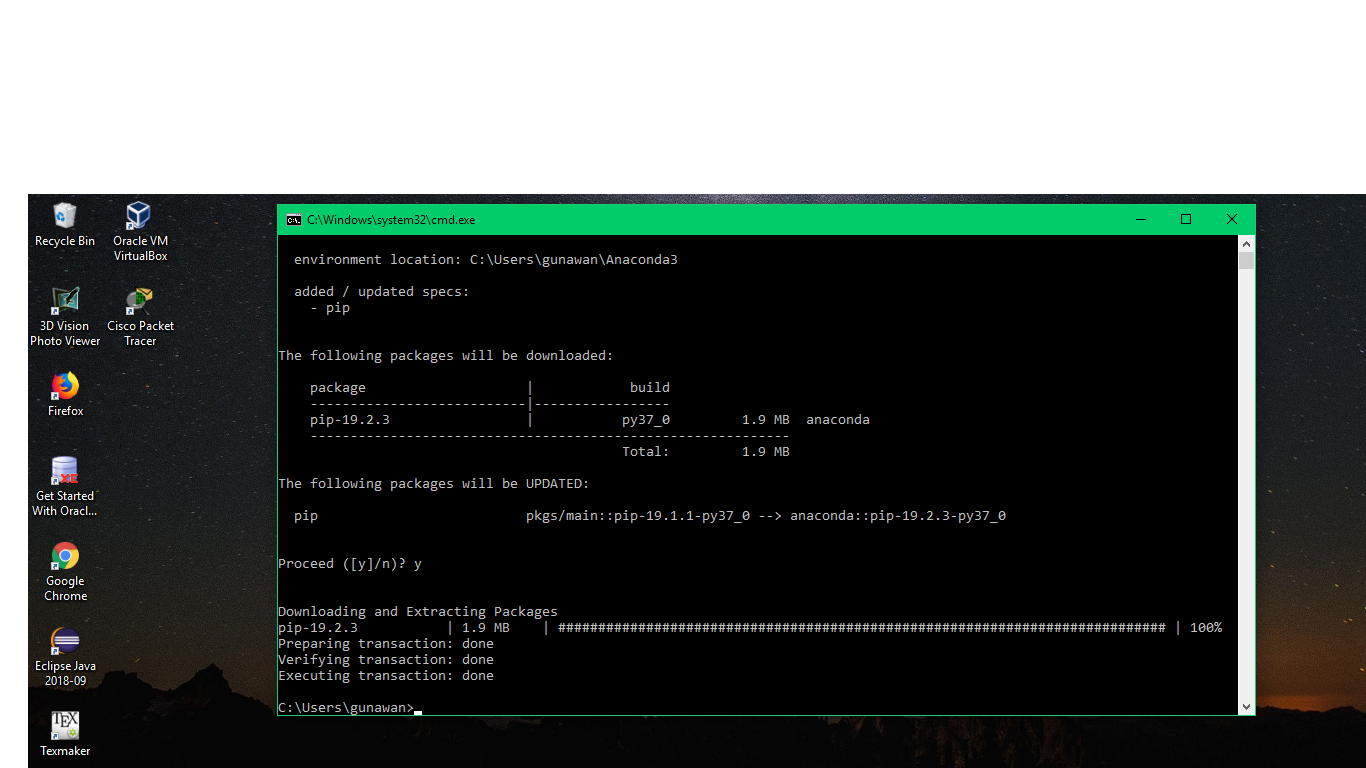 Recycle Bin
Oracle VM
VirtualBox
3D Vision
Photo Viewer
Cisco Packet
Tracer
Firefox
XE
Get Started
With Oracl...
Google
Chrome
Eclipse Java
2018-09
TEX
Texmaker
C:\Windows\system32\cmd.exe
environment location: C:\Users\gunawan\Anaconda3
added / updated specs:
- pip
The following packages will be downloaded:
package                    |            build
---------------------------|-----------------
pip-19.2.3                 |           py37_0         1.9 MB  anaconda
------------------------------------------------------------
Total:         1.9 MB
The following packages will be UPDATED:
pip                          pkgs/main::pip-19.1.1-py37_0 --> anaconda::pip-19.2.3-py37_0
Proceed ([y]/n)? y
Downloading and Extracting Packages
pip-19.2.3           | 1.9 MB    | ############################################################################ | 100%
Preparing transaction: done
Verifying transaction: done
Executing transaction: done
C:\Users\gunawan>